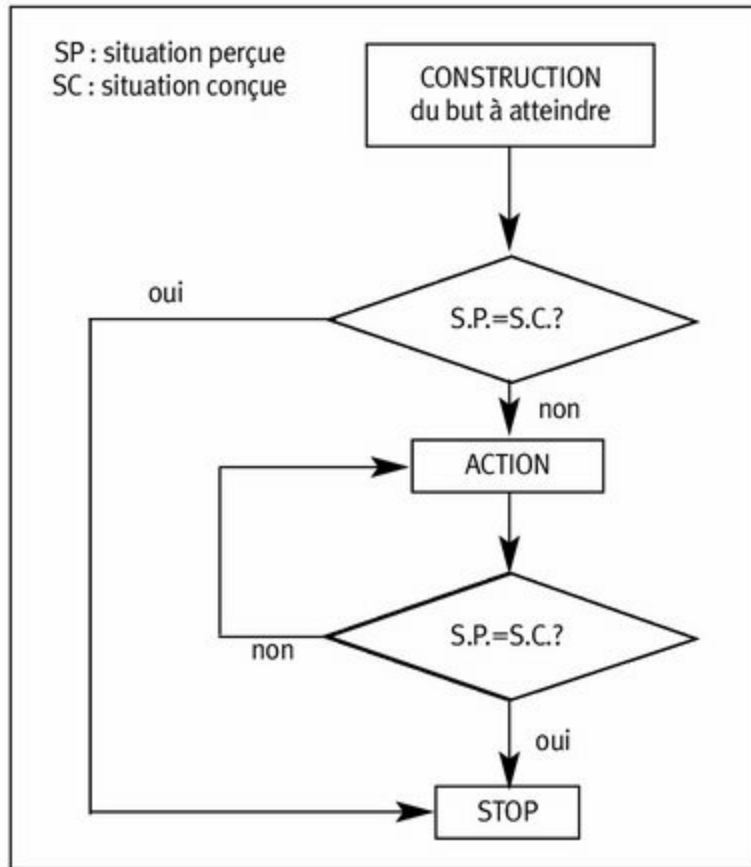 SP : situation perçue
SC : situation conçue
CONSTRUCTION
du but à atteindre
oui
S.P.=S.C.?
non
ACTION
S.P.=S.C.?
non
oui
STOP